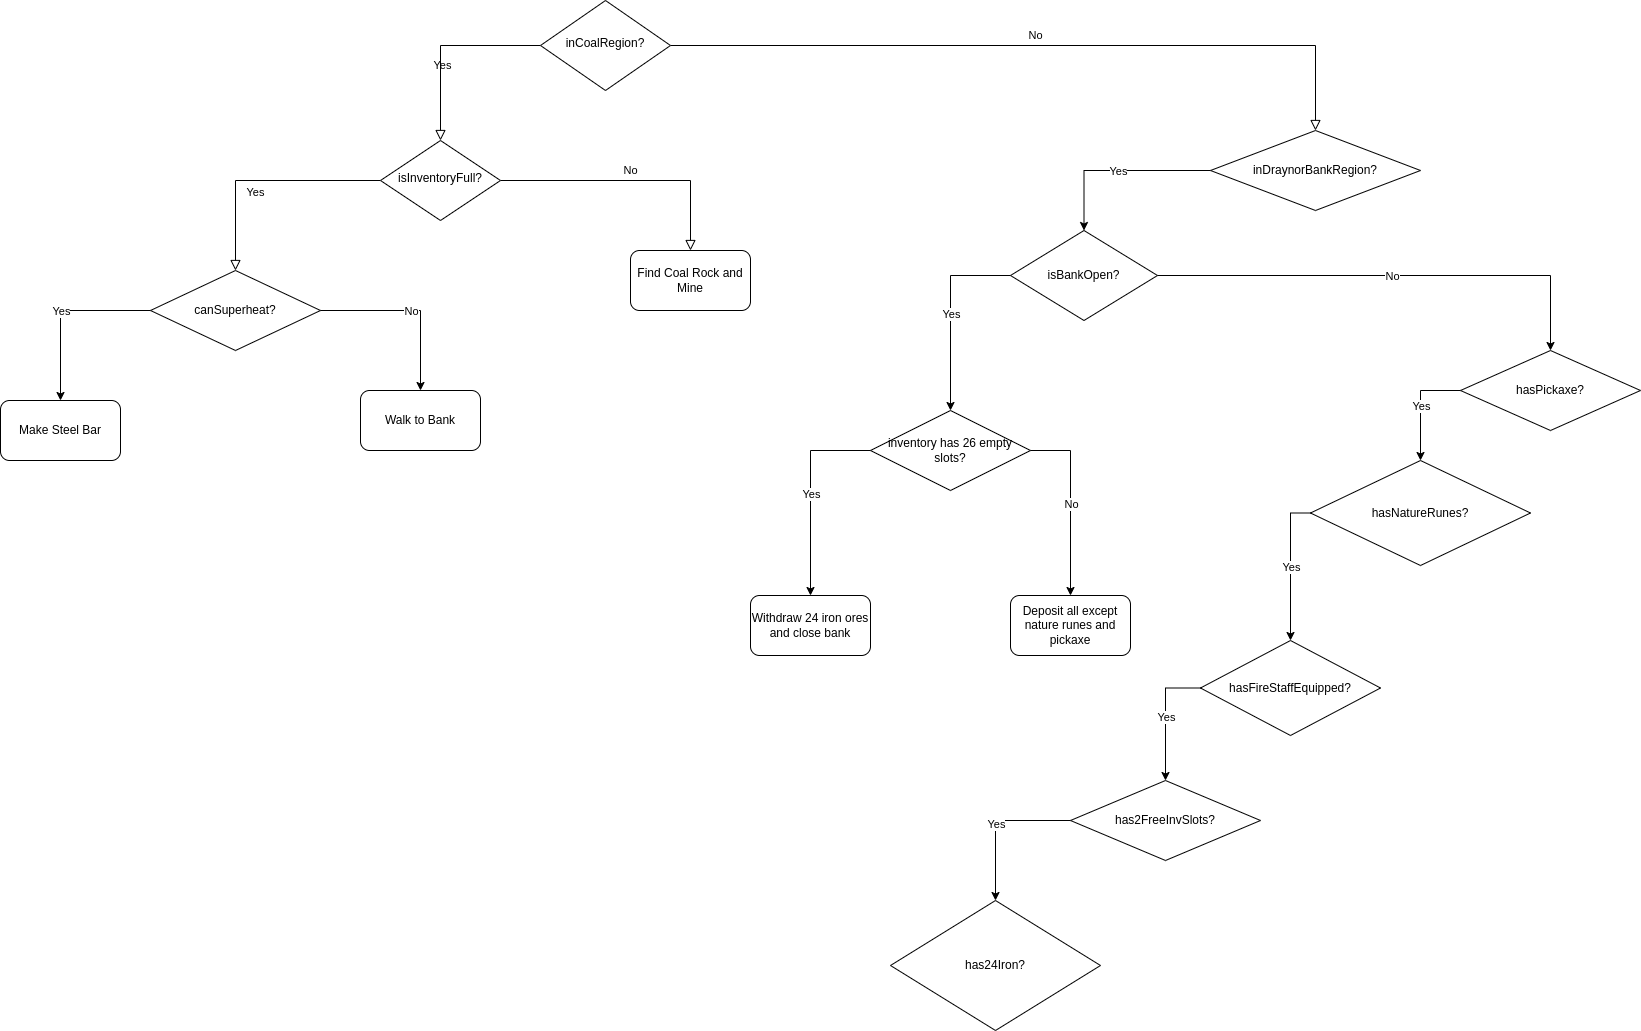 inCoalRegion?
No
Yes
inDraynorBankRegion?
Yes
isInventoryFull?
No
Yes
Find Coal Rock and
Mine
isBankOpen?
No
Yes
canSuperheat?
Yes
No
Make Steel Bar
Walk to Bank
hasPickaxe?
Yes
inventory has 26 empty
slots?
Yes
No
hasNatureRunes?
Yes
Withdraw 24 iron ores
and close bank
Deposit all except
nature runes and
pickaxe
hasFireStaffEquipped?
Yes
has2FreeInvSlots?
Yes
has24Iron?